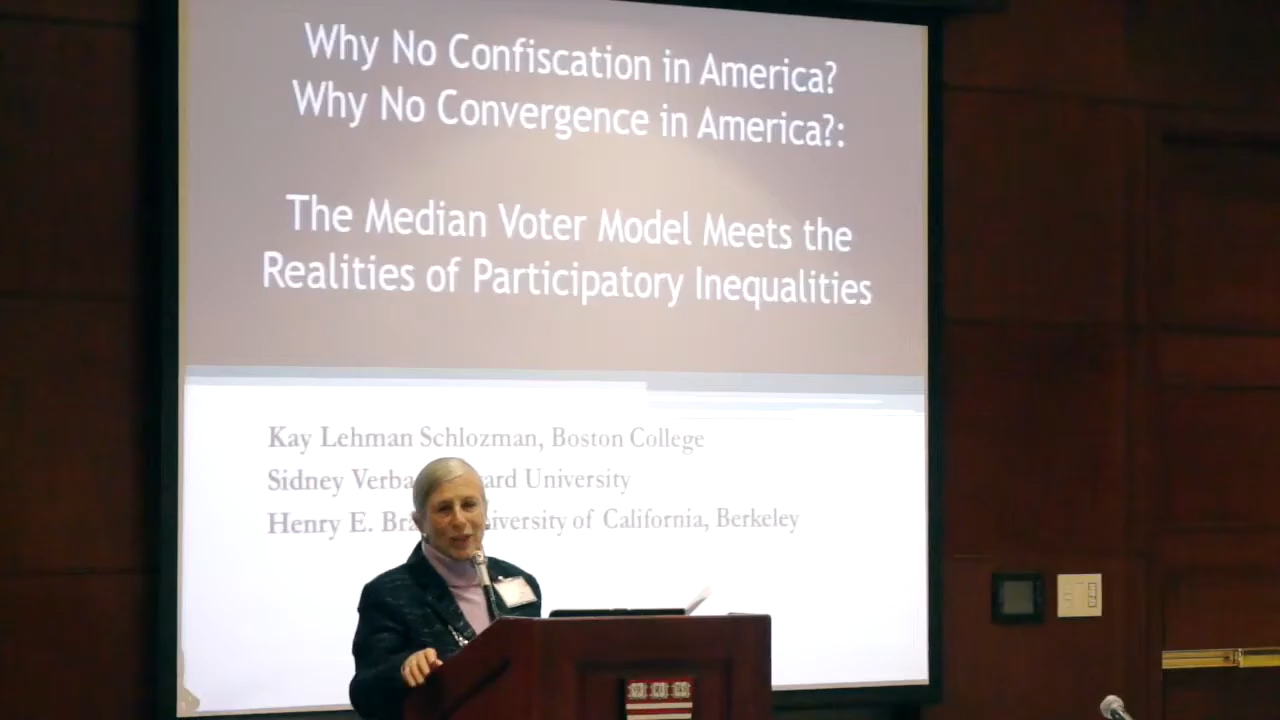 Why No Confiscation in America?
Why No Convergence in America?:
The Median Voter Model Meets the
Realities of Participatory Inequalities
Kay Lehman Schlozman, Boston College
Sidney Verba University
Henry E. of California, Berkeley